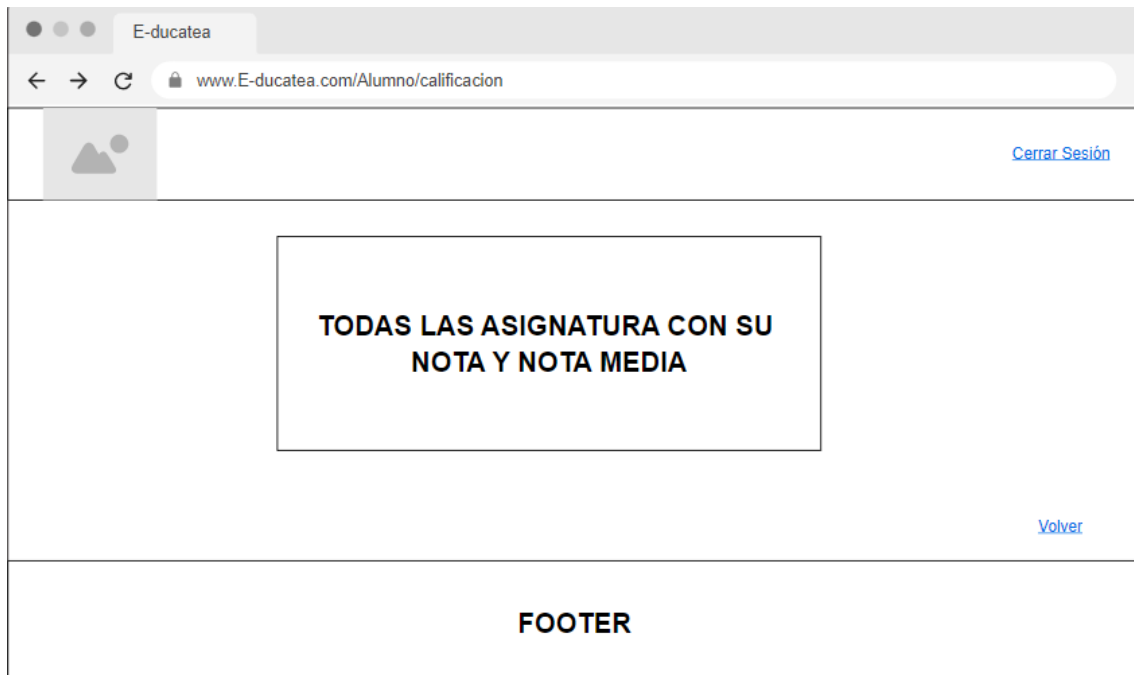 E-ducatea
www.E-ducatea.com/Alumno/calificacion
Cerrar Sesión
TODAS LAS ASIGNATURA CON SU
NOTA Y NOTA MEDIA
Volver
FOOTER